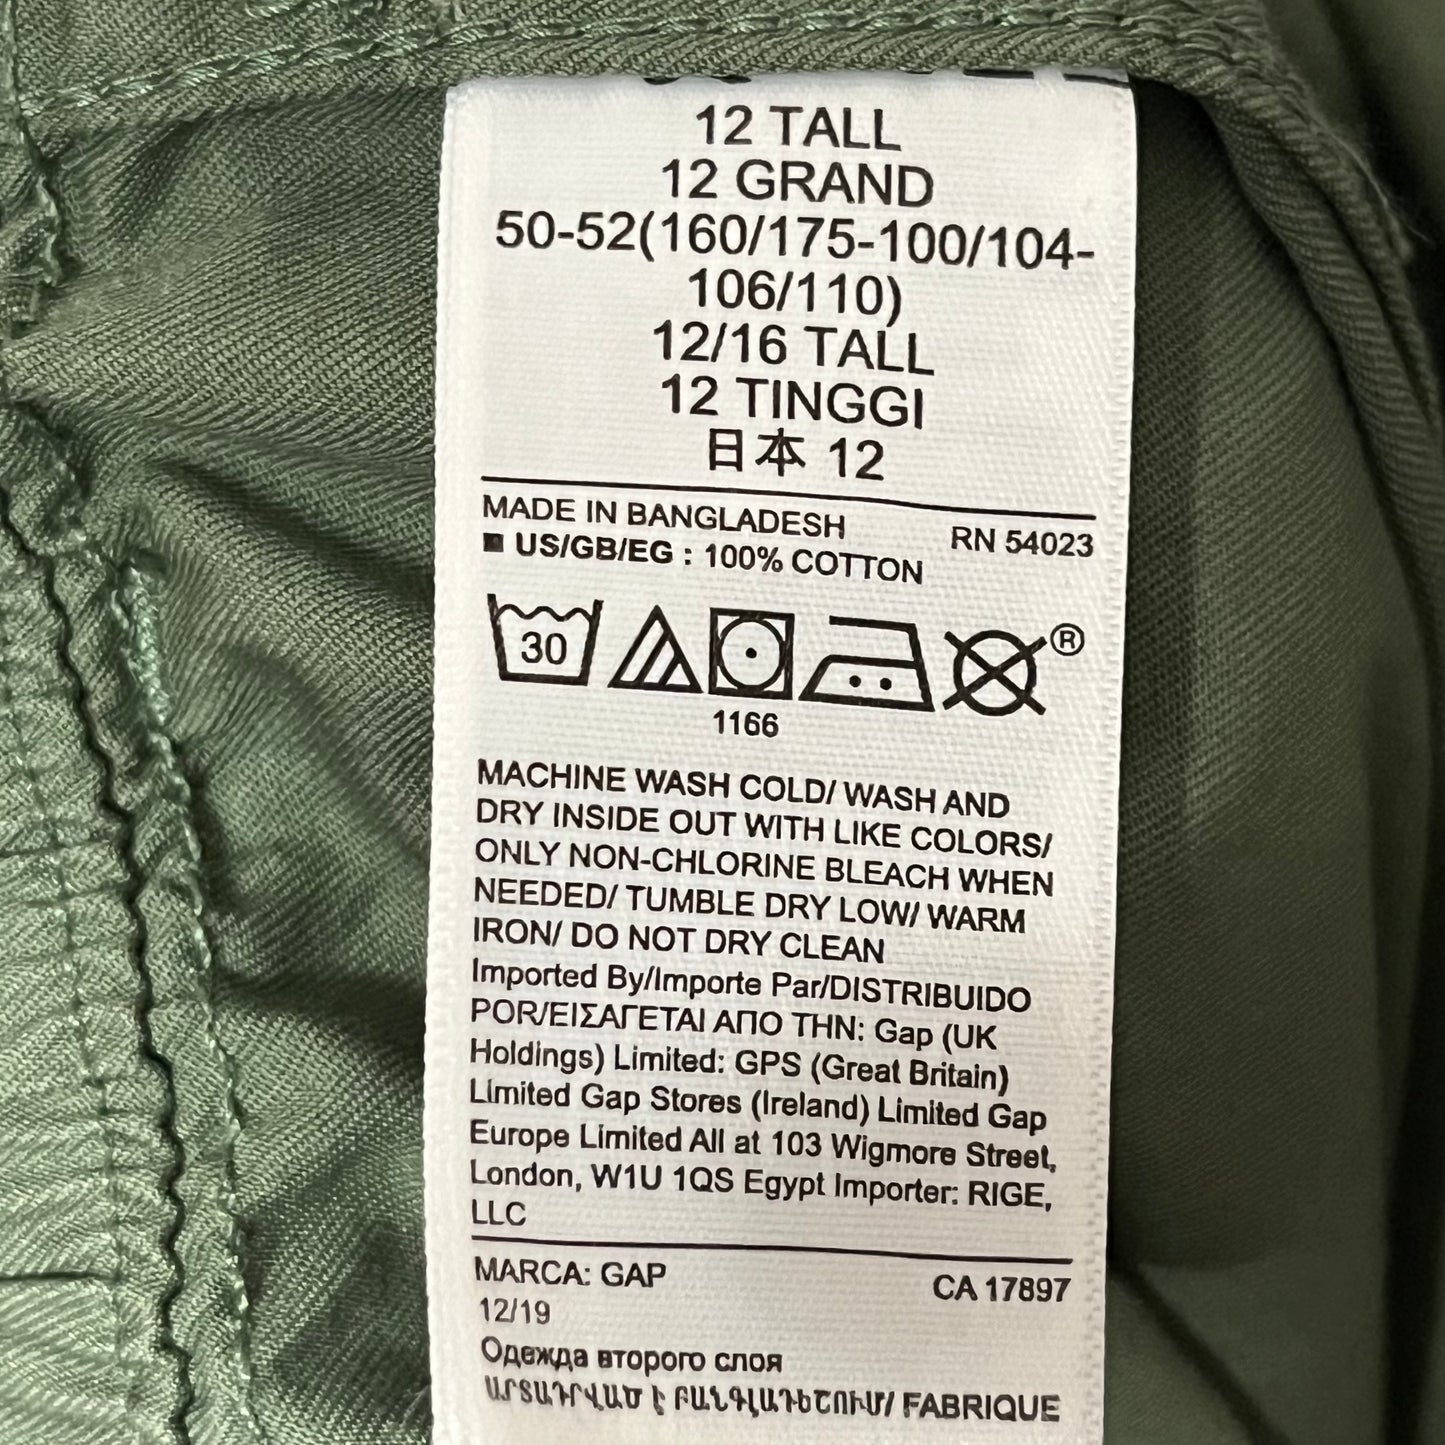 12 TALL
12 GRAND
50-52(160/175-100/104-
106/110)
12/16 TALL
12 TINGGI
日本 12
MADE IN BANGLADESH RN 54023
■ US/GB/EG : 100% COTTON
30
®
1166
MACHINE WASH COLD/ WASH AND
DRY INSIDE OUT WITH LIKE COLORS/
ONLY NON-CHLORINE BLEACH WHEN
NEEDED/ TUMBLE DRY LOW/ WARM
IRON/ DO NOT DRY CLEAN
Imported By/Importe Par/DISTRIBUIDO
POR/ΕΙΣΑΓΕΤΑΙ ΑΠΟ ΤΗΝ: Gap (UK
Holdings) Limited: GPS (Great Britain)
Limited Gap Stores (Ireland) Limited Gap
Europe Limited All at 103 Wigmore Street,
London, W1U 1QS Egypt Importer: RIGE,
LLC
MARCA: GAP CA 17897
12/19
Одежда второго слоя
ԱՐՏԱԴՐՎԱԾ Է ԲԱՆԳԼԱԴԵՇՈՒՄ/ FABRIQUE